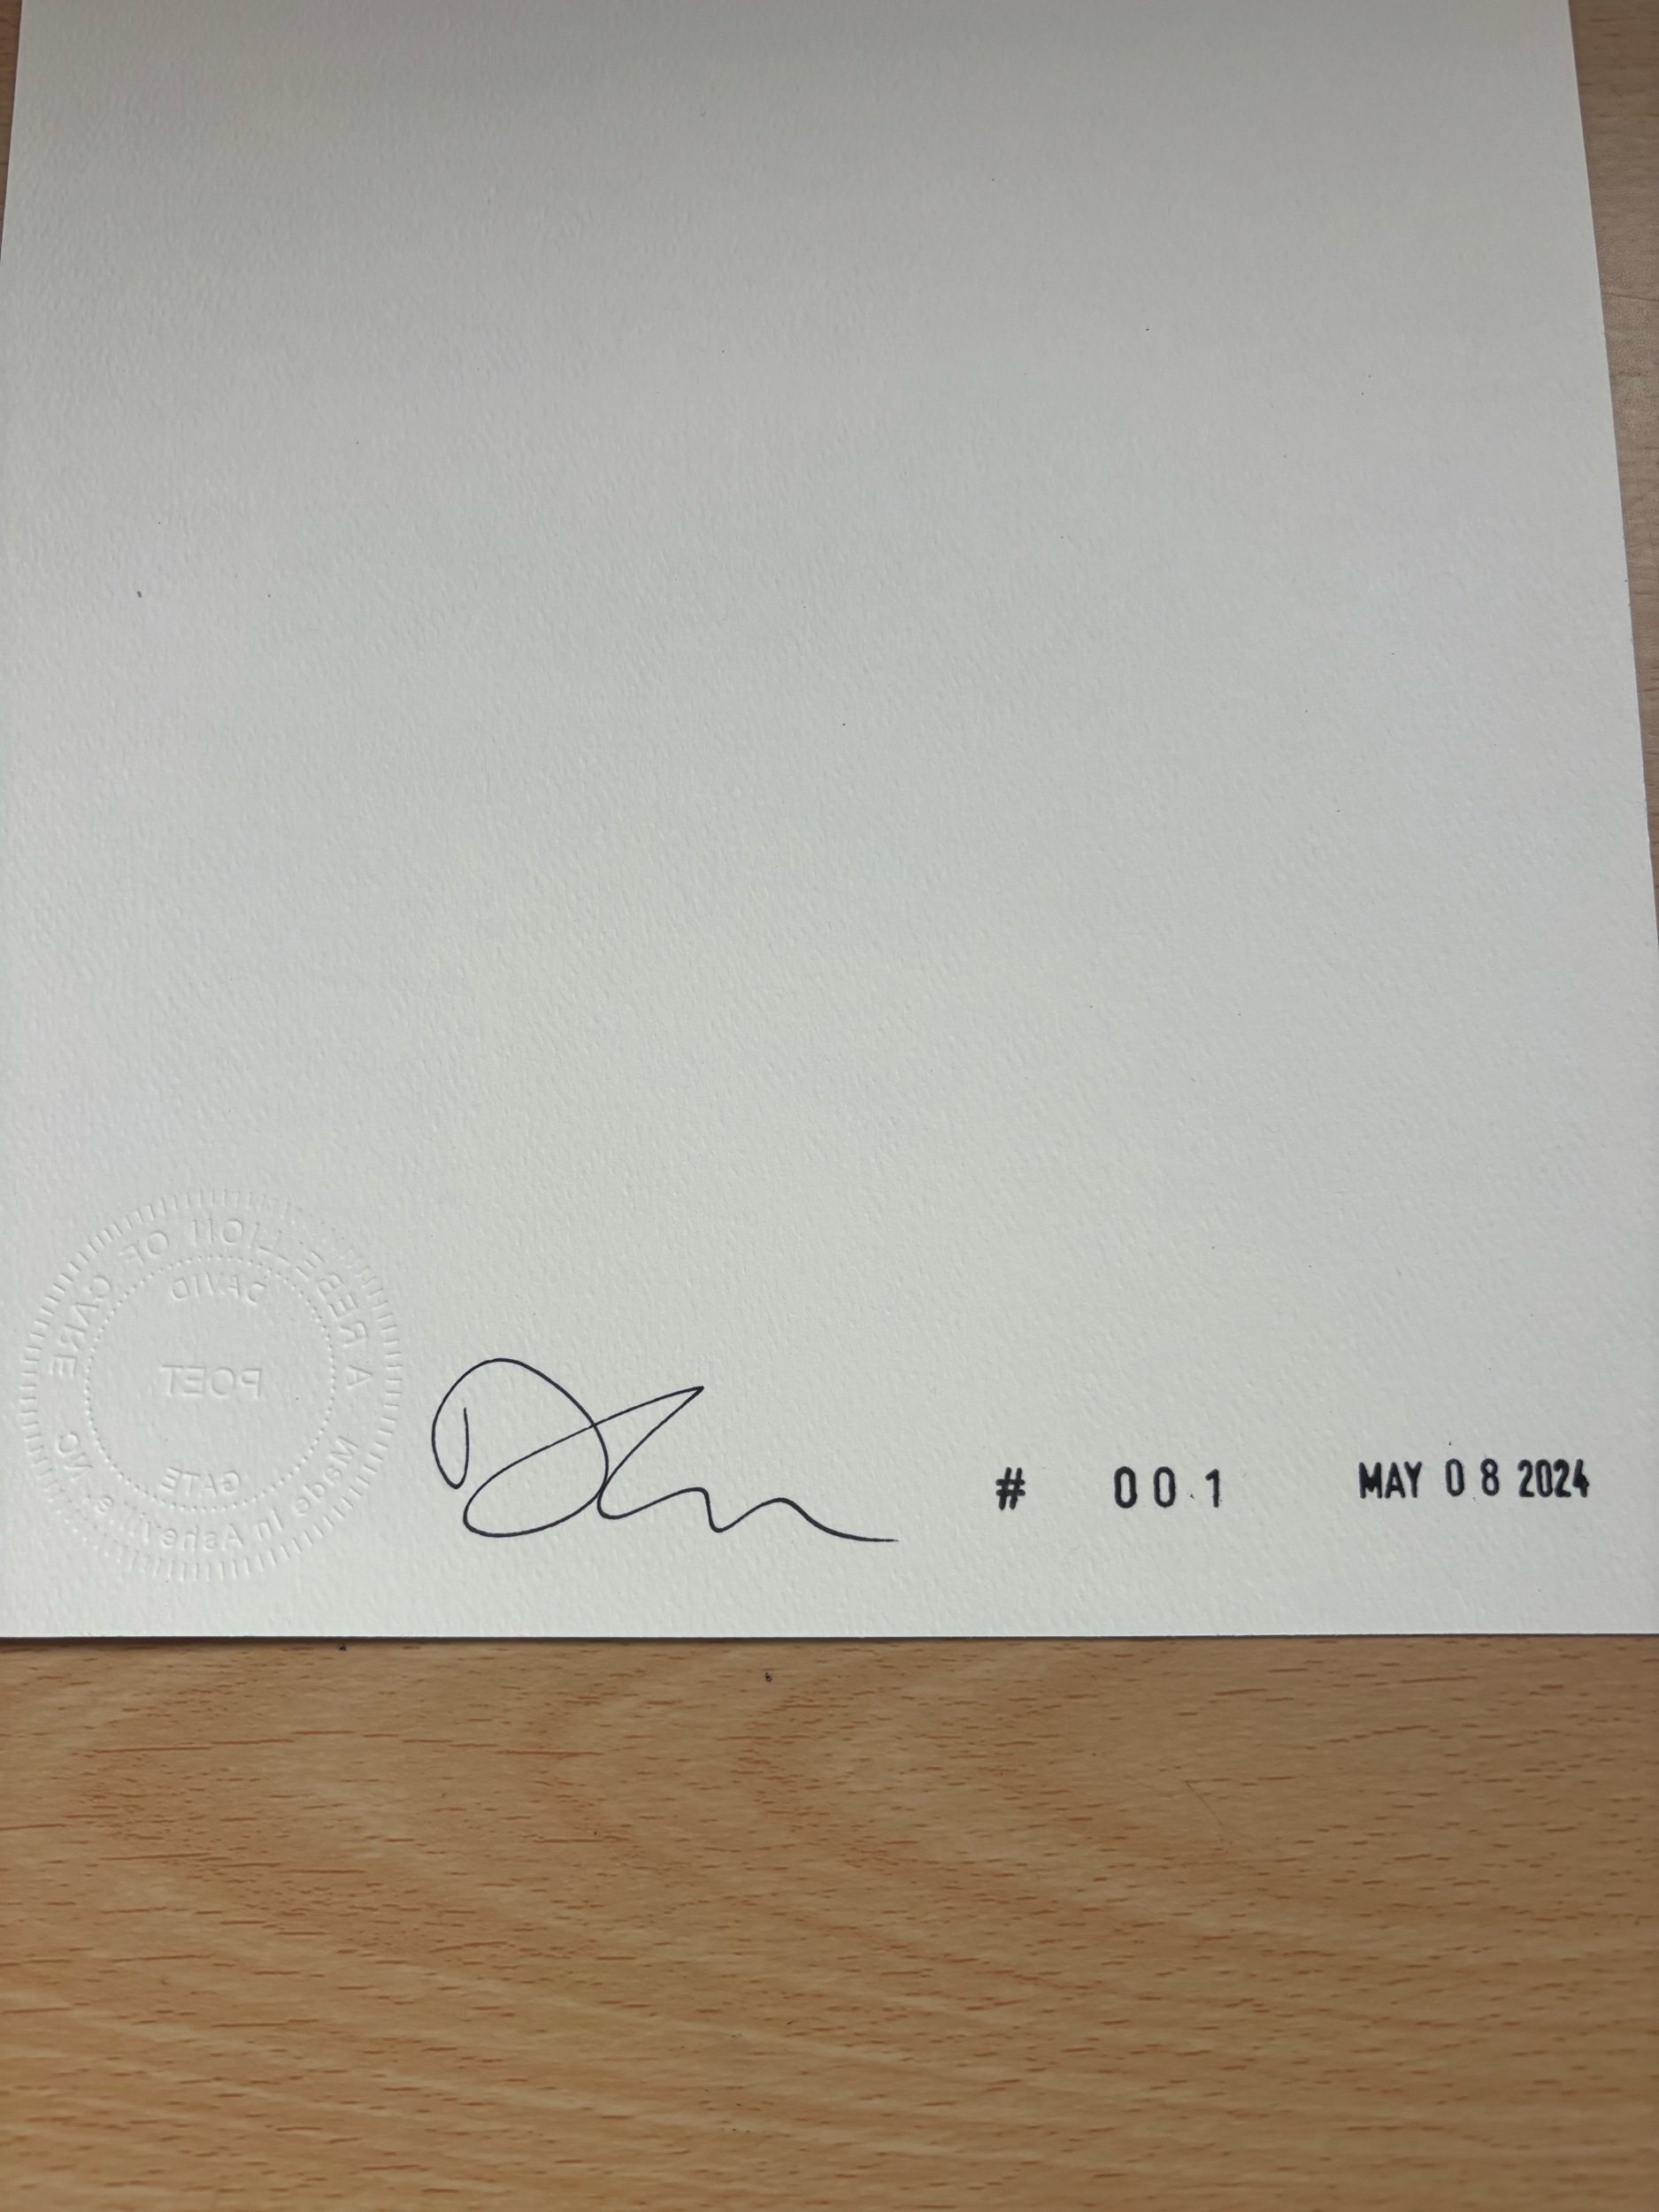 A REBELLION OF CARE
DAVID
POET
GATE
Made In Asheville, NC
# 001 MAY 08 2024